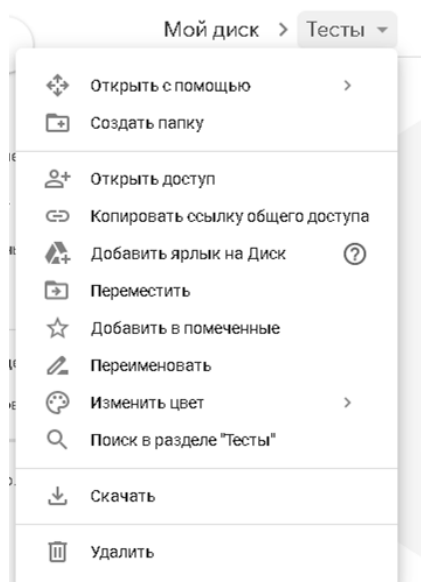 Мой диск > Тесты
Открыть с помощью
Создать папку
Открыть доступ
Копировать ссылку общего доступа
Добавить ярлык на Диск
Переместить
Добавить в помеченные
Переименовать
Изменить цвет
Поиск в разделе "Тесты"
Скачать
Удалить